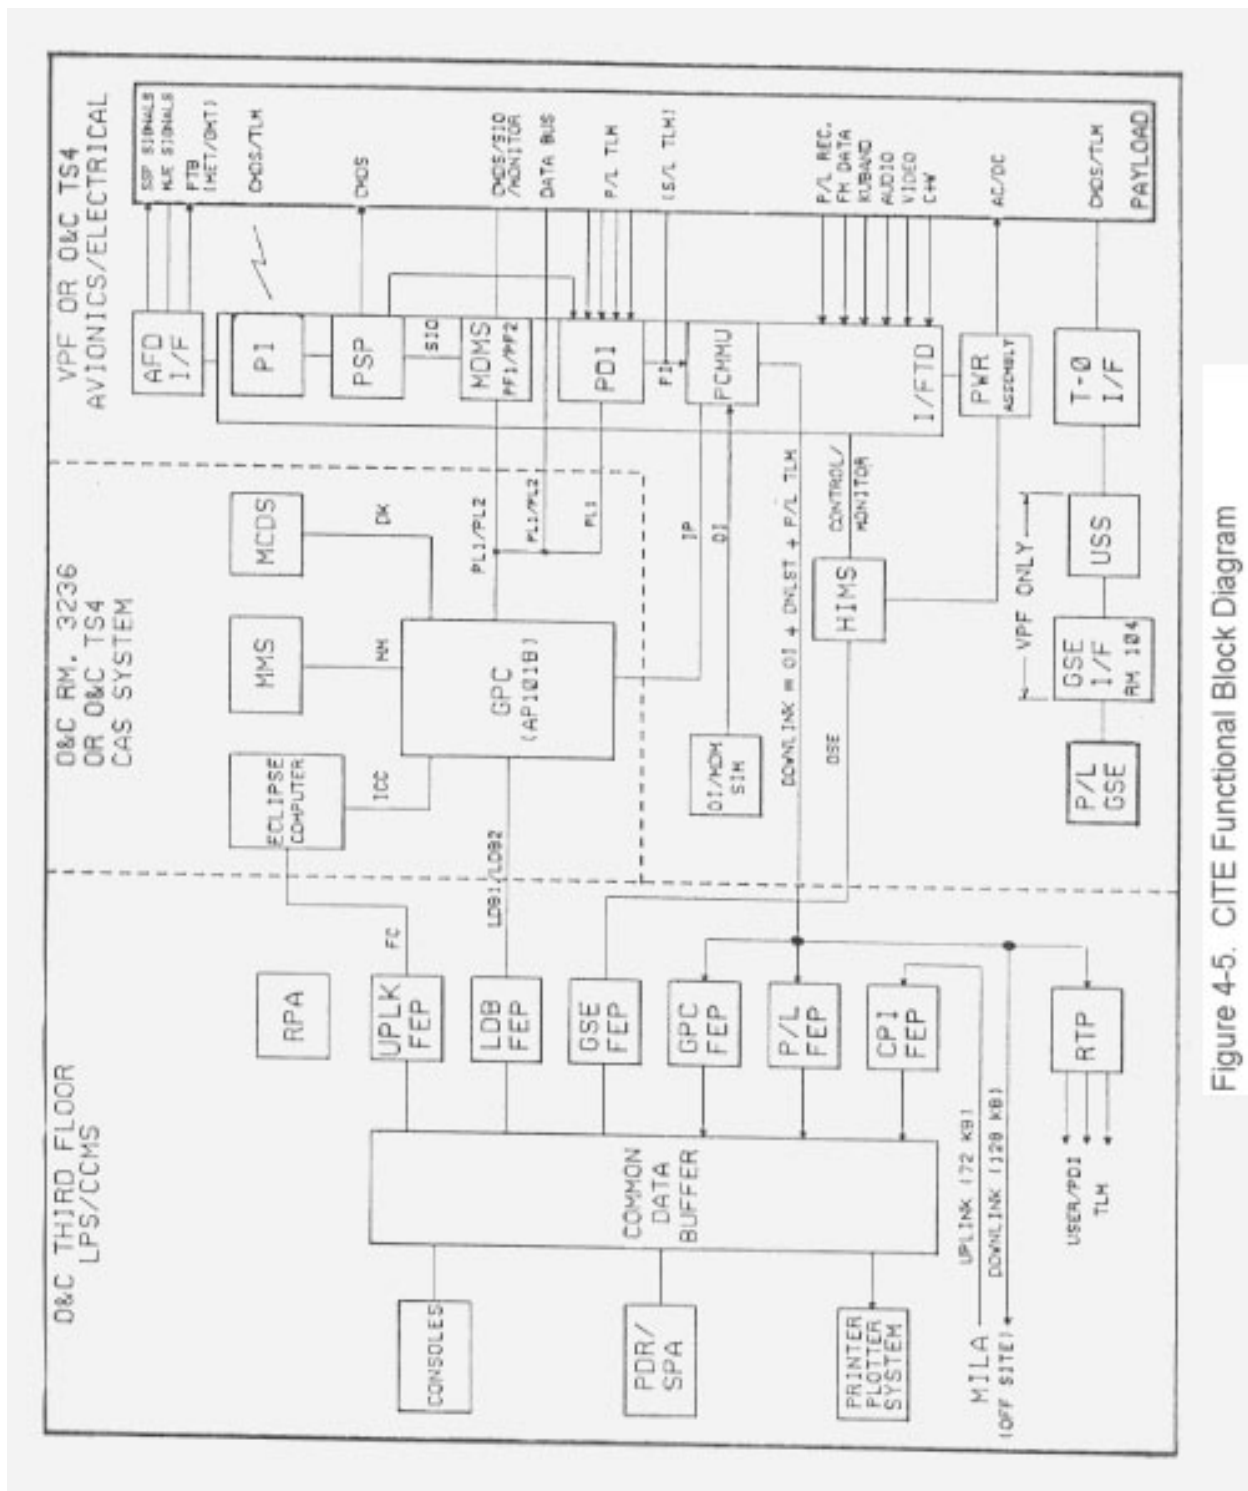 O&C THIRD FLOOR
LPS/CCMS
O&C RM. 3236
OR O&C TS4
CAS SYSTEM
VPF OR O&C TS4
AVIONICS/ELECTRICAL
CONSOLES
PDR/
SPA
PRINTER
PLOTTER
SYSTEM
MILA
(OFF SITE)
UPLINK (72 KB)
DOWNLINK (128 KB)
COMMON
DATA
BUFFER
USER/PDI
TLM
RPA
UPLK
FEP
LDB
FEP
GSE
FEP
GPC
FEP
P/L
FEP
CPI
FEP
RTP
FC
LDB1/LDB2
ECLIPSE
COMPUTER
ICC
MMS
MM
MCDS
DK
GPC
(AP101B)
PL1/PL2
PL1/PL2
PL1
OI/MDM
SIM
IP
OI
DOWNLINK = OI + DNLST + P/L TLM
GSE
HIMS
CONTROL/
MONITOR
P/L
GSE
GSE
I/F
RM 104
VPF ONLY
USS
AFD
I/F
PI
PSP
SIO
MDMS
PF1/PF2
PDI
FI
PCMMU
I/FTD
PWR
ASSEMBLY
T-0
I/F
SSP SIGNALS
MUE SIGNALS
PTB
(MET/GMT)
CMDS/TLM
CMDS
CMDS/SIO
/MONITOR
DATA BUS
P/L TLM
(S/L TLM)
P/L REC.
FM DATA
KUBAND
AUDIO
VIDEO
C+W
AC/DC
CMDS/TLM
PAYLOAD
Figure 4-5. CITE Functional Block Diagram